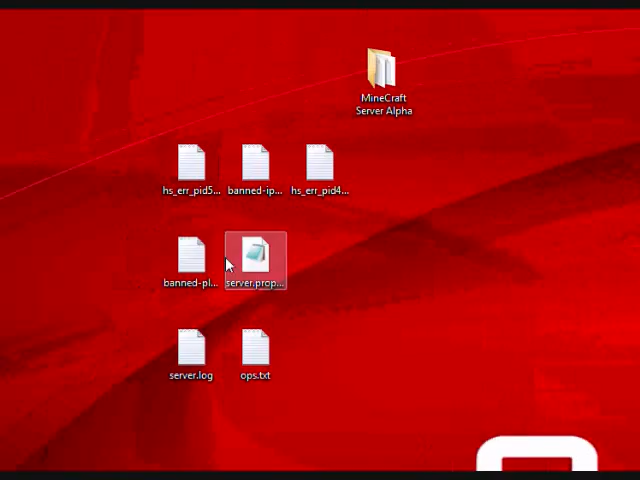 MineCraft
Server Alpha
hs_err_pid5...
banned-ip...
hs_err_pid4...
banned-pl...
server.prop...
server.log
ops.txt